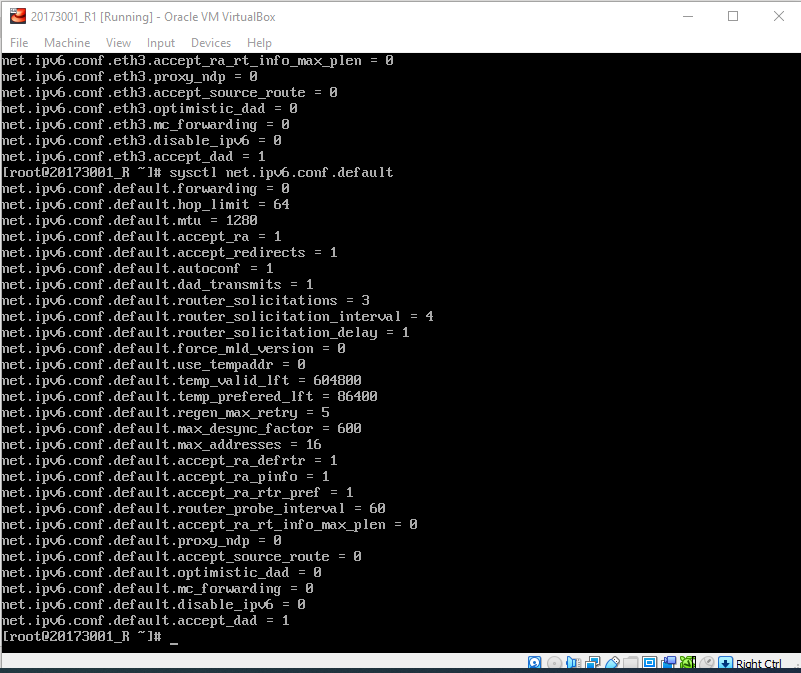 20173001_R1 [Running] - Oracle VM VirtualBox
File Machine View Input Devices Help
net.ipv6.conf.eth3.accept_ra_rt_info_max_plen = 0
net.ipv6.conf.eth3.proxy_ndp = 0
net.ipv6.conf.eth3.accept_source_route = 0
net.ipv6.conf.eth3.optimistic_dad = 0
net.ipv6.conf.eth3.mc_forwarding = 0
net.ipv6.conf.eth3.disable_ipv6 = 0
net.ipv6.conf.eth3.accept_dad = 1
[root@20173001_R ~]# sysctl net.ipv6.conf.default
net.ipv6.conf.default.forwarding = 0
net.ipv6.conf.default.hop_limit = 64
net.ipv6.conf.default.mtu = 1280
net.ipv6.conf.default.accept_ra = 1
net.ipv6.conf.default.accept_redirects = 1
net.ipv6.conf.default.autoconf = 1
net.ipv6.conf.default.dad_transmits = 1
net.ipv6.conf.default.router_solicitations = 3
net.ipv6.conf.default.router_solicitation_interval = 4
net.ipv6.conf.default.router_solicitation_delay = 1
net.ipv6.conf.default.force_mld_version = 0
net.ipv6.conf.default.use_tempaddr = 0
net.ipv6.conf.default.temp_valid_lft = 604800
net.ipv6.conf.default.temp_prefered_lft = 86400
net.ipv6.conf.default.regen_max_retry = 5
net.ipv6.conf.default.max_desync_factor = 600
net.ipv6.conf.default.max_addresses = 16
net.ipv6.conf.default.accept_ra_defrtr = 1
net.ipv6.conf.default.accept_ra_pinfo = 1
net.ipv6.conf.default.accept_ra_rtr_pref = 1
net.ipv6.conf.default.router_probe_interval = 60
net.ipv6.conf.default.accept_ra_rt_info_max_plen = 0
net.ipv6.conf.default.proxy_ndp = 0
net.ipv6.conf.default.accept_source_route = 0
net.ipv6.conf.default.optimistic_dad = 0
net.ipv6.conf.default.mc_forwarding = 0
net.ipv6.conf.default.disable_ipv6 = 0
net.ipv6.conf.default.accept_dad = 1
[root@20173001_R ~]# _
Right Ctrl